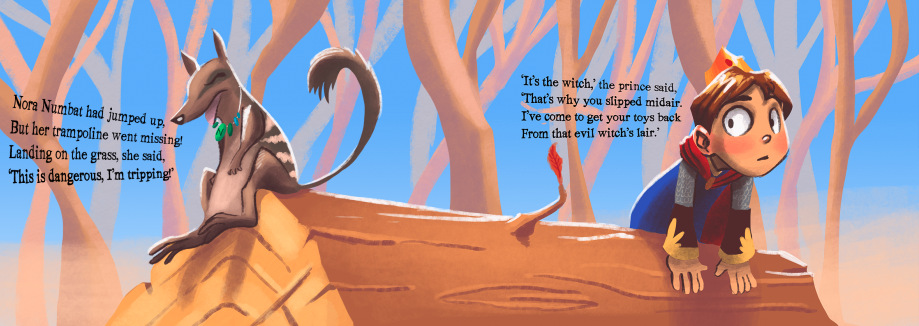 Nora Numbat had jumped up,
But her trampoline went missing!
Landing on the grass, she said,
‘This is dangerous, I’m tripping!’
‘It’s the witch,’ the prince said,
‘That’s why you slipped midair.
I’ve come to get your toys back
From that evil witch’s lair.’